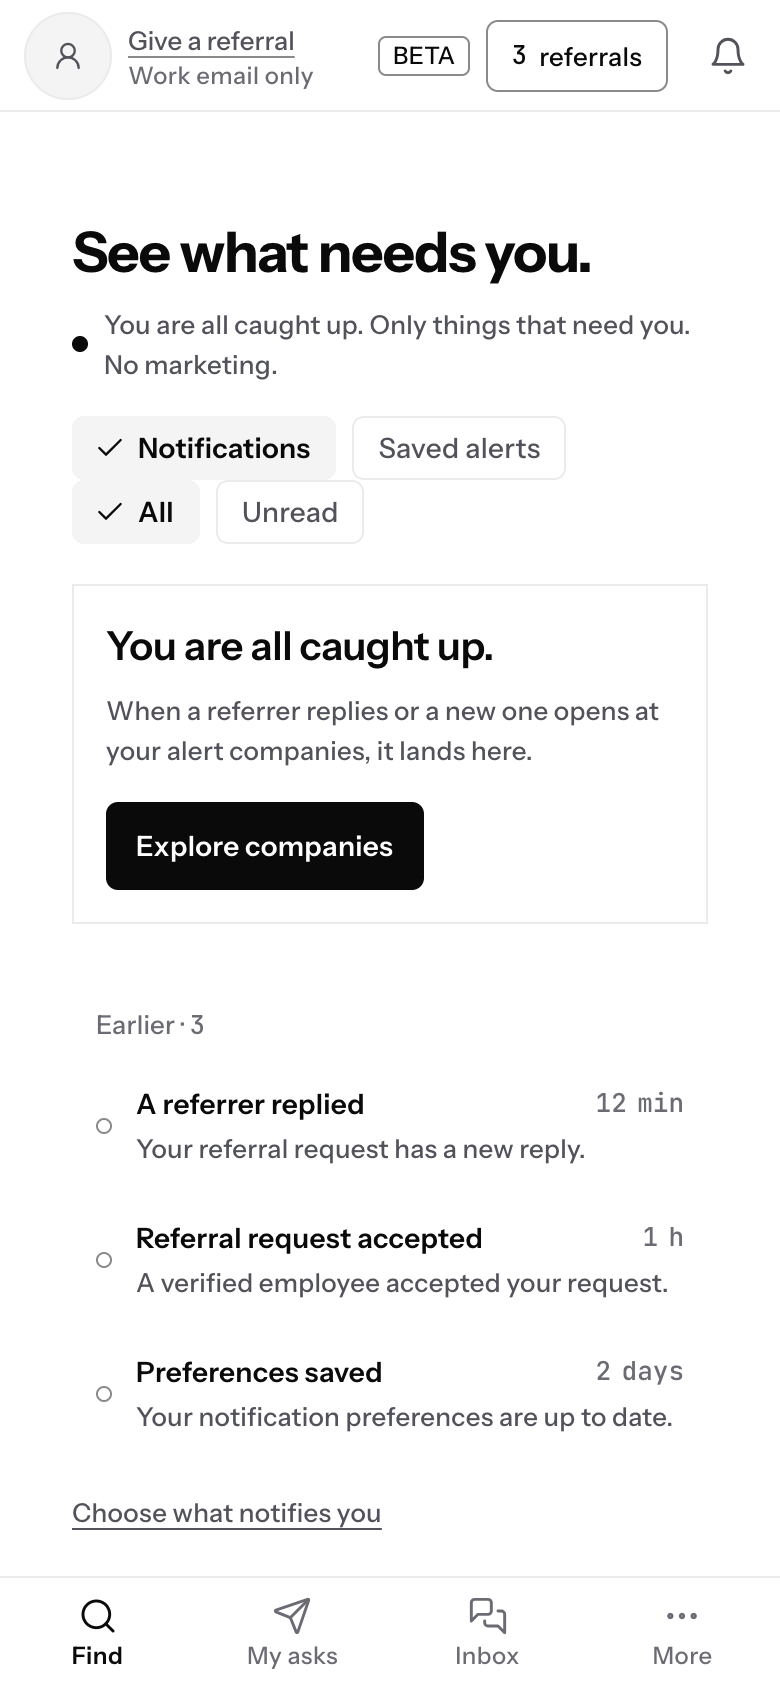 Give a referral
Work email only
BETA
3 referrals
See what needs you.
You are all caught up. Only things that need you.
No marketing.
Notifications
Saved alerts
All
Unread
You are all caught up.
When a referrer replies or a new one opens at
your alert companies, it lands here.
Explore companies
Earlier · 3
A referrer replied
12 min
Your referral request has a new reply.
Referral request accepted
1 h
A verified employee accepted your request.
Preferences saved
2 days
Your notification preferences are up to date.
Choose what notifies you
Find
My asks
Inbox
More